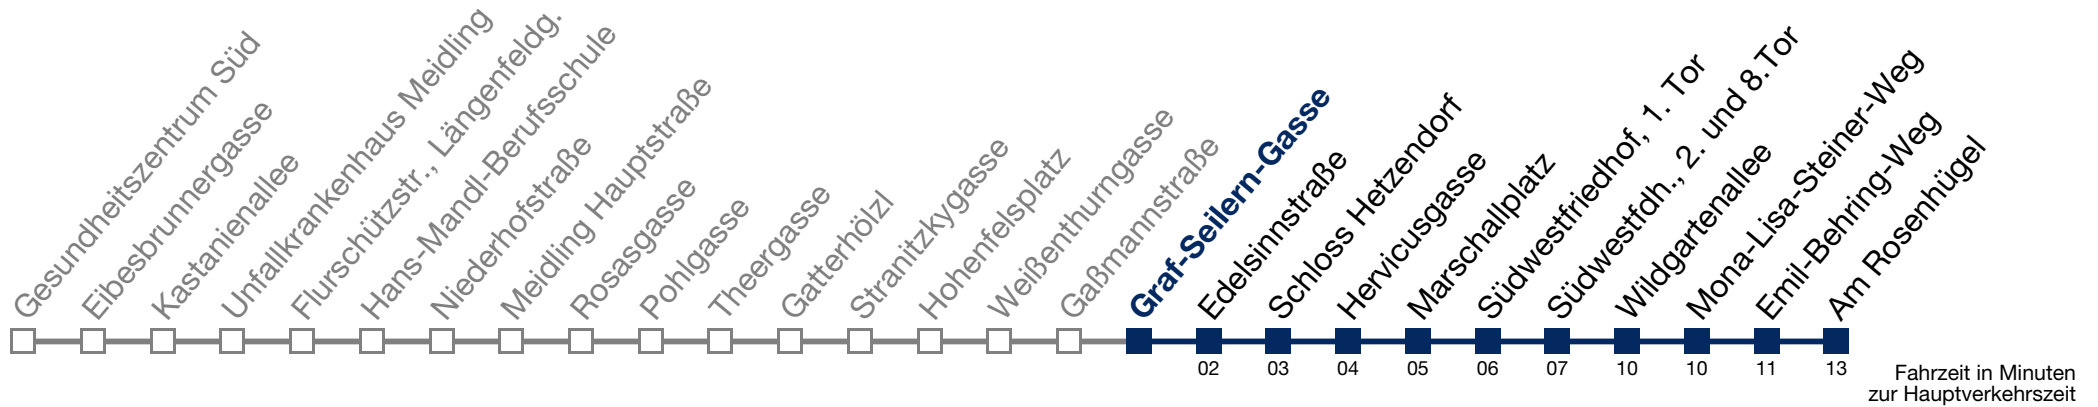 Gesundheitszentrum Süd
Eibesbrunnergasse
Kastanienallee
Unfallkrankenhaus Meidling
Flurschützstr., Längenfeldg.
Hans-Mandl-Berufsschule
Niederhofstraße
Meidling Hauptstraße
Rosasgasse
Pohlgasse
Theergasse
Gatterhölzl
Stranitzkygasse
Hohenfelsplatz
Weißenthurngasse
Gaßmannstraße
Graf-Seilern-Gasse
Edelsinnstraße
Schloss Hetzendorf
Hervicusgasse
Marschallplatz
Südwestfriedhof, 1. Tor
Südwestfdh., 2. und 8.Tor
Wildgartenallee
Mona-Lisa-Steiner-Weg
Emil-Behring-Weg
Am Rosenhügel
02 03 04 05 06 07 10 10 11 13
Fahrzeit in Minuten
zur Hauptverkehrszeit